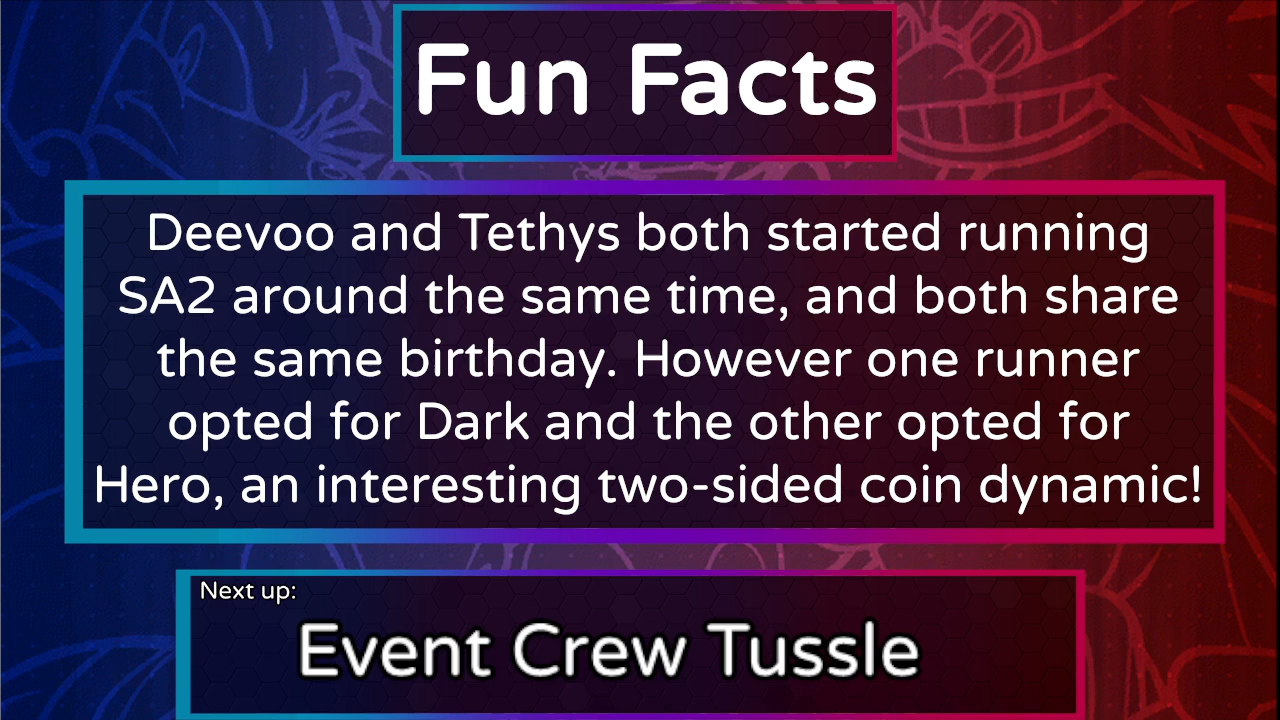 Fun Facts
Deevoo and Tethys both started running
SA2 around the same time, and both share
the same birthday. However one runner
opted for Dark and the other opted for
Hero, an interesting two-sided coin dynamic!
Next up:
Event Crew Tussle